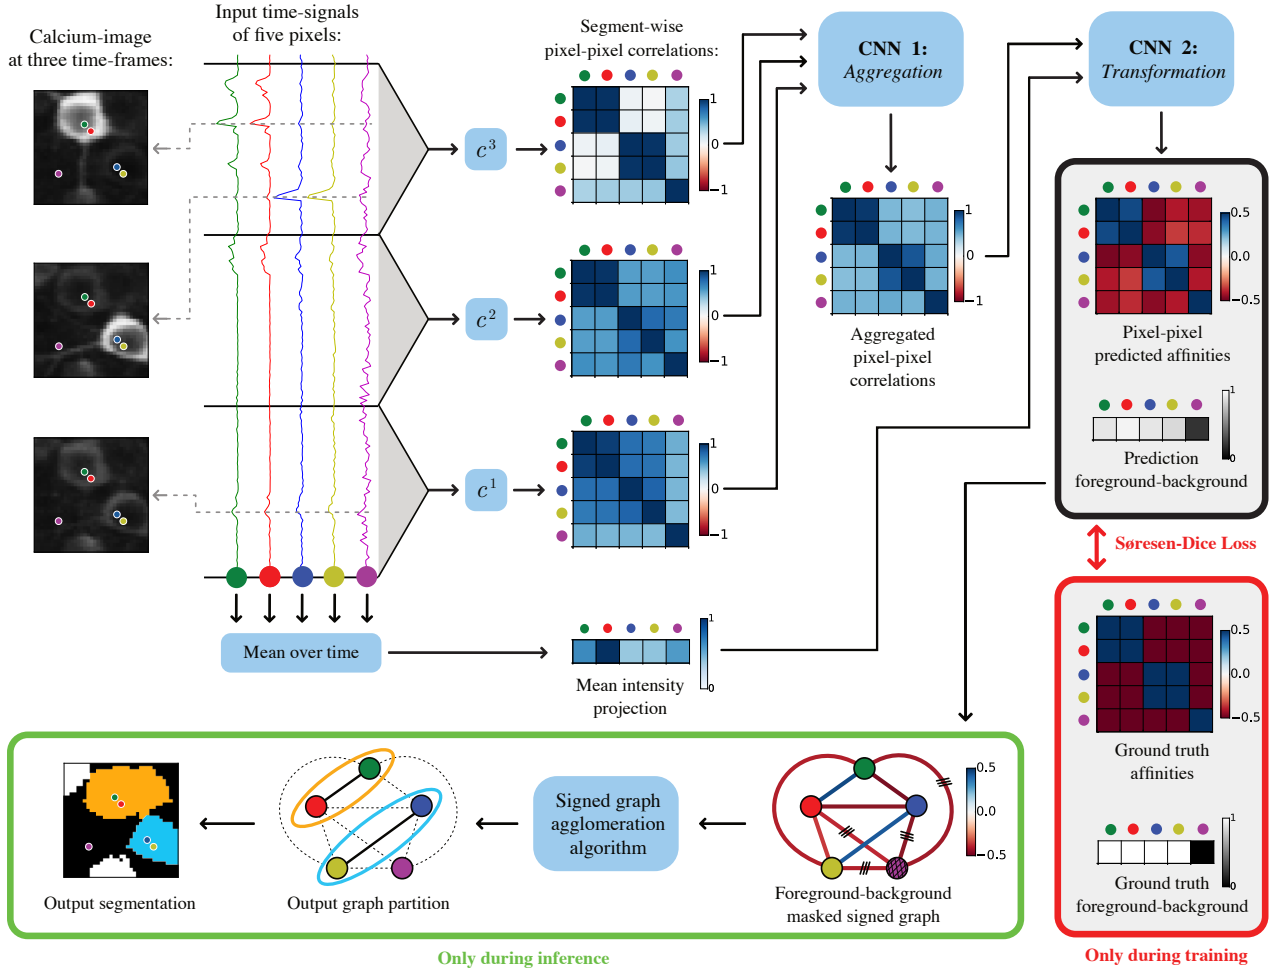 Calcium-image
at three time-frames:
Input time-signals
of five pixels:
Segment-wise
pixel-pixel correlations:
CNN 1:
Aggregation
CNN 2:
Transformation
c³
1
0
−1
c²
1
0
−1
c¹
1
0
−1
1
0
−1
Aggregated
pixel-pixel
correlations
0.5
0.0
−0.5
Pixel-pixel
predicted affinities
1
0
Prediction
foreground-background
Søresen-Dice Loss
Mean over time
1
0
Mean intensity
projection
0.5
0.0
−0.5
Ground truth
affinities
1
0
Ground truth
foreground-background
Only during training
Output segmentation
Output graph partition
Signed graph
agglomeration
algorithm
0.5
0.0
−0.5
Foreground-background
masked signed graph
Only during inference